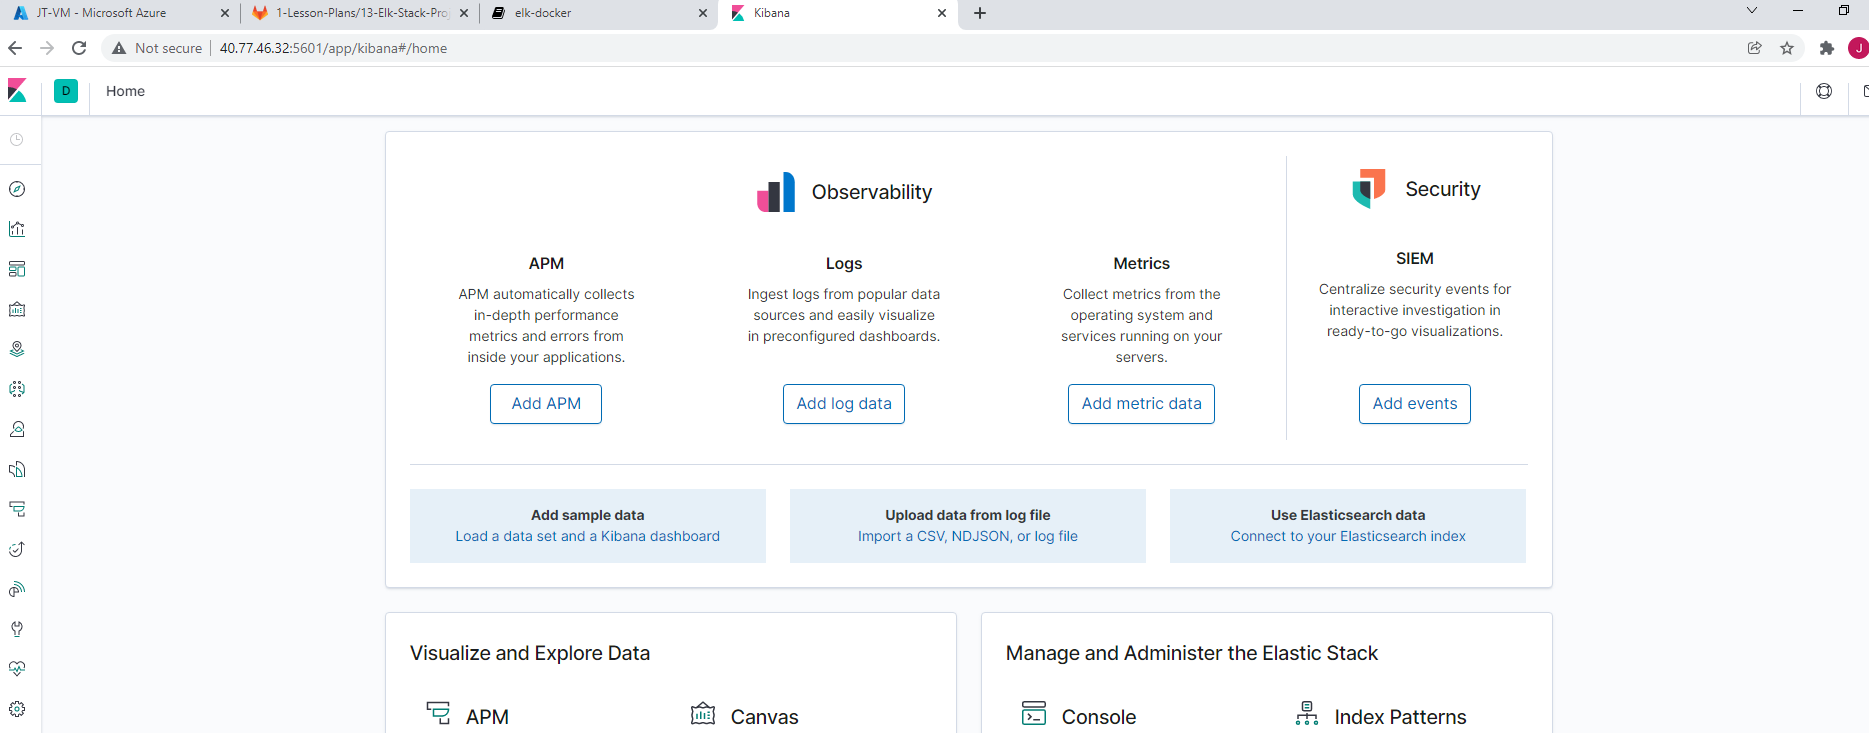 JT-VM - Microsoft Azure
1-Lesson-Plans/13-Elk-Stack-Pro
elk-docker
Kibana
Not secure
40.77.46.32:5601/app/kibana#/home
J
D
Home
Observability
Security
APM
APM automatically collects
in-depth performance
metrics and errors from
inside your applications.
Add APM
Logs
Ingest logs from popular data
sources and easily visualize
in preconfigured dashboards.
Add log data
Metrics
Collect metrics from the
operating system and
services running on your
servers.
Add metric data
SIEM
Centralize security events for
interactive investigation in
ready-to-go visualizations.
Add events
Add sample data
Load a data set and a Kibana dashboard
Upload data from log file
Import a CSV, NDJSON, or log file
Use Elasticsearch data
Connect to your Elasticsearch index
Visualize and Explore Data
APM
Canvas
Manage and Administer the Elastic Stack
Console
Index Patterns